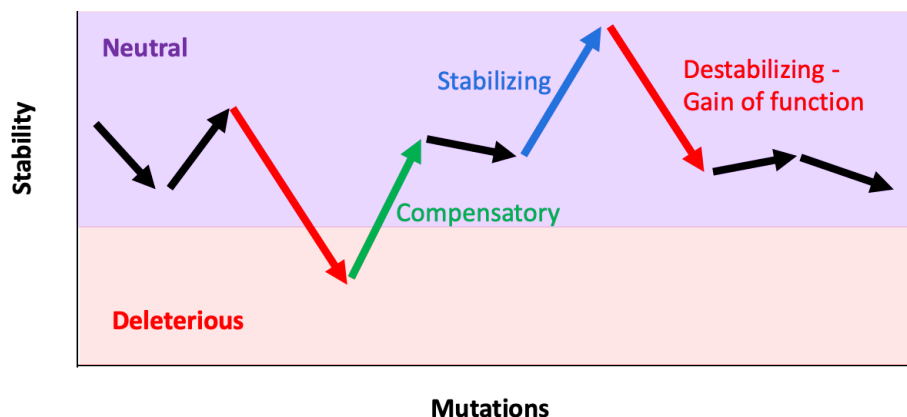 Neutral
Stabilizing
Destabilizing -
Gain of function
Stability
Compensatory
Deleterious
Mutations